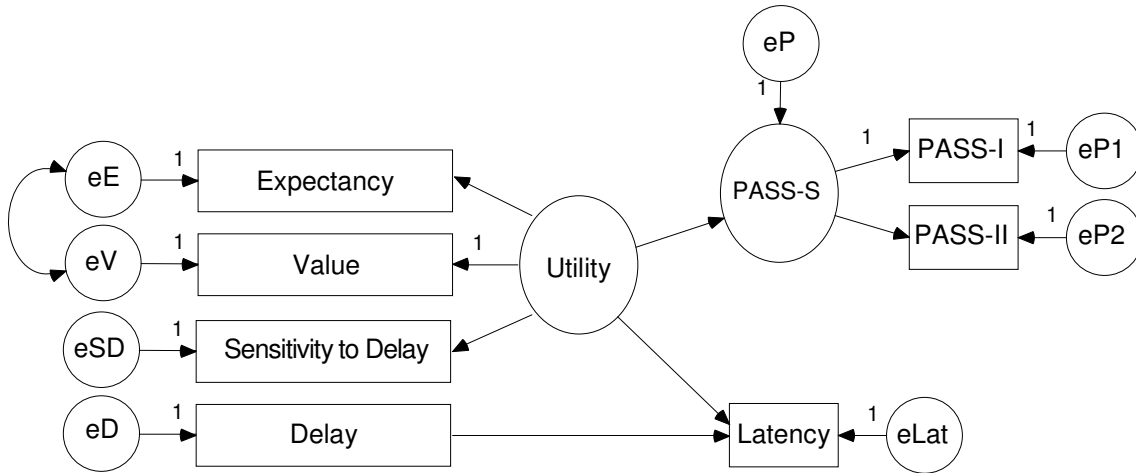 eP
1
eE
1
Expectancy
PASS-S
1
PASS-I
1
eP1
eV
1
Value
1
Utility
PASS-II
1
eP2
eSD
1
Sensitivity to Delay
eD
1
Delay
Latency
1
eLat